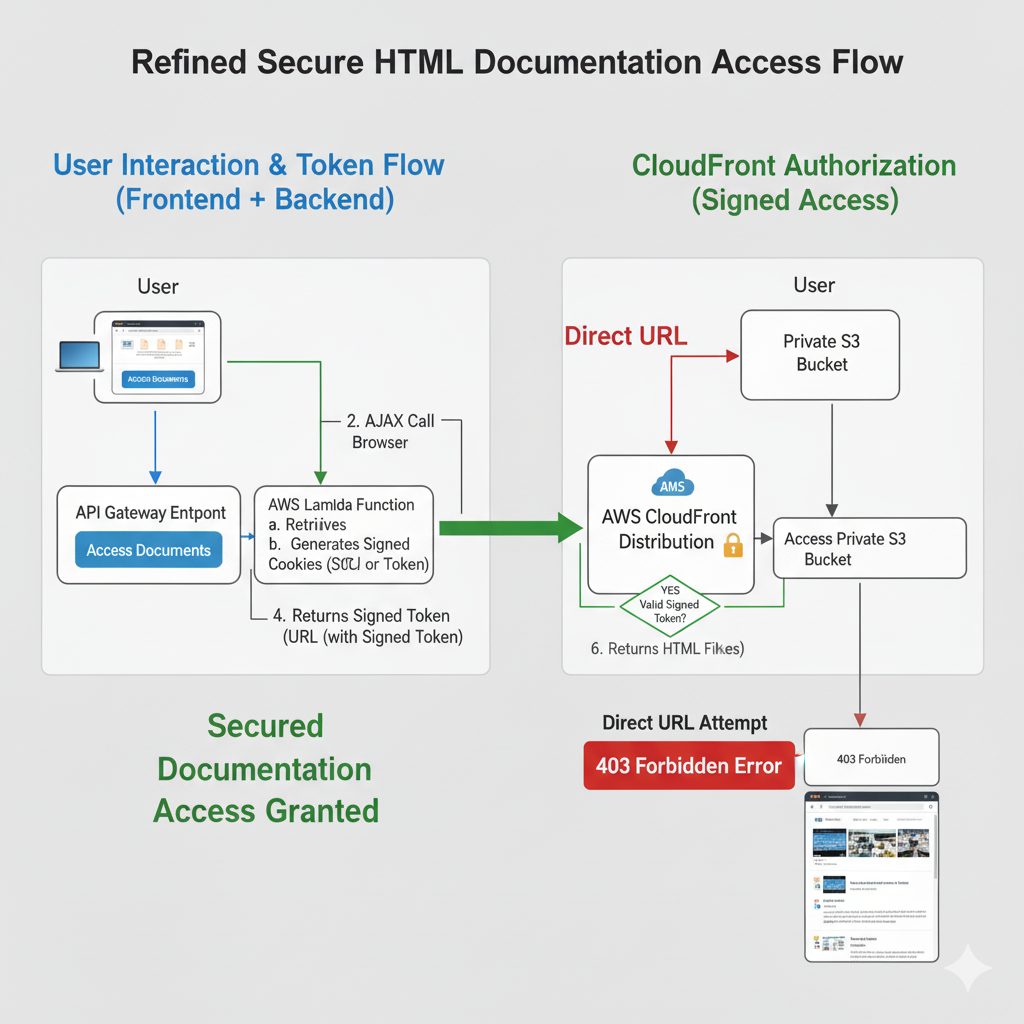 Refined Secure HTML Documentation Access Flow
User Interaction & Token Flow
(Frontend + Backend)
User
Access Documents
2. AJAX Call
Browser
API Gateway Entpont
Access Documents
AWS Lamlda Function
a. Retriives
b. Generates Signed
Cookies (SƱU or Token)
4. Returns Signed Token
(URL (with Signed Token)
Secured
Documentation
Access Granted
CloudFront Authorization
(Signed Access)
User
Direct URL
Private S3
Bucket
AMS
AWS CloudFront
Distribution
Access Private S3
Bucket
YES
Valid Signed
Token?
6. Returns HTML Fikes)
Direct URL Attempt
403 Forbidden Error
403 Forbiiden